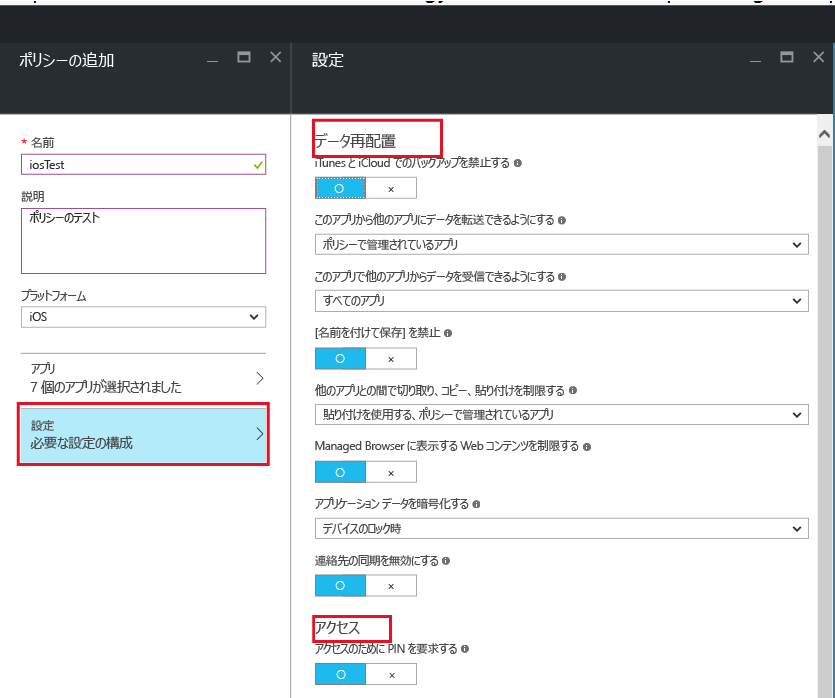 ポリシーの追加
* 名前
iosTest
説明
ポリシーのテスト
プラットフォーム
iOS
アプリ
7 個のアプリが選択されました
設定
必要な設定の構成
設定
データ再配置
iTunes と iCloud でのバックアップを禁止する
このアプリから他のアプリにデータを転送できるようにする
ポリシーで管理されているアプリ
このアプリで他のアプリからデータを受信できるようにする
すべてのアプリ
[名前を付けて保存] を禁止
他のアプリとの間で切り取り、コピー、貼り付けを制限する
貼り付けを使用する、ポリシーで管理されているアプリ
Managed Browser に表示する Web コンテンツを制限する
アプリケーション データを暗号化する
デバイスのロック時
連絡先の同期を無効にする
アクセス
アクセスのために PIN を要求する